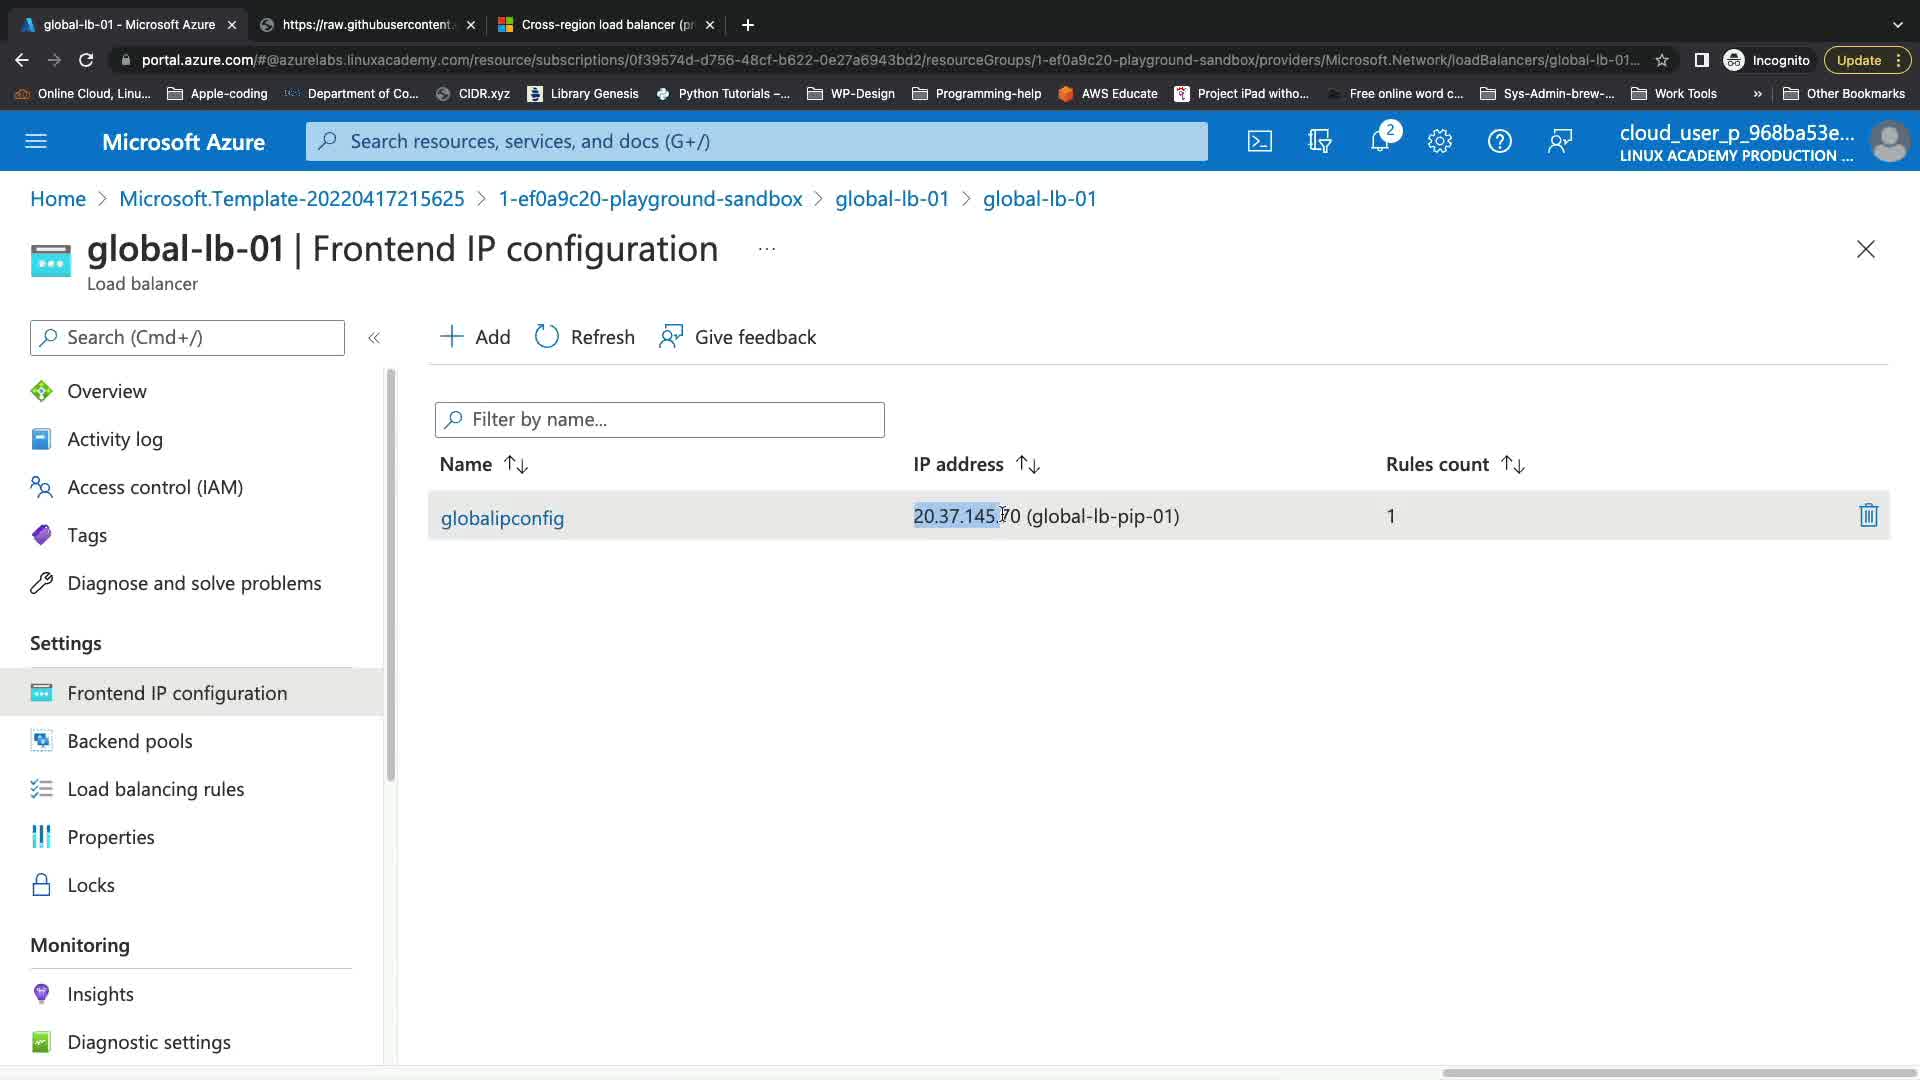 global-lb-01 - Microsoft Azure
https://raw.githubusercontent.
Cross-region load balancer (pr
portal.azure.com/#@azurelabs.linuxacademy.com/resource/subscriptions/0f39574d-d756-48cf-b622-0e27a6943bd2/resourceGroups/1-ef0a9c20-playground-sandbox/providers/Microsoft.Network/loadBalancers/global-lb-01...
Incognito
Update
Online Cloud, Linu...
Apple-coding
Department of Co...
CIDR.xyz
Library Genesis
Python Tutorials –...
WP-Design
Programming-help
AWS Educate
Project iPad witho...
Free online word c...
Sys-Admin-brew-...
Work Tools
»
Other Bookmarks
Microsoft Azure
Search resources, services, and docs (G+/)
2
cloud_user_p_968ba53e...
LINUX ACADEMY PRODUCTION ...
Home > Microsoft.Template-20220417215625 > 1-ef0a9c20-playground-sandbox > global-lb-01 > global-lb-01
global-lb-01 | Frontend IP configuration ...
Load balancer
Search (Cmd+/)
«
Add
Refresh
Give feedback
Overview
Activity log
Access control (IAM)
Tags
Diagnose and solve problems
Settings
Frontend IP configuration
Backend pools
Load balancing rules
Properties
Locks
Monitoring
Insights
Diagnostic settings
Filter by name...
Name
IP address
Rules count
globalipconfig
20.37.145.70 (global-lb-pip-01)
1